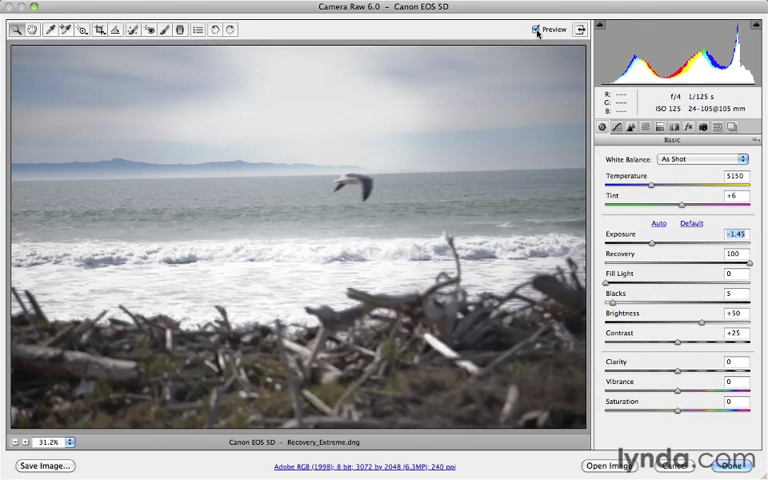 Camera Raw 6.0 - Canon EOS 5D
Preview
R: ---
G: ---
B: ---
f/4 1/125 s
ISO 125 24-105@105 mm
Basic
White Balance: As Shot
Temperature 5150
Tint +6
Auto Default
Exposure -1.45
Recovery 100
Fill Light 0
Blacks 5
Brightness +50
Contrast +25
Clarity 0
Vibrance 0
Saturation 0
31.2%
Canon EOS 5D - Recovery_Extreme.dng
Save Image...
Adobe RGB (1998); 8 bit; 3072 by 2048 (6.3MP); 240 ppi
Open Image
Cancel
Done
lynda.com